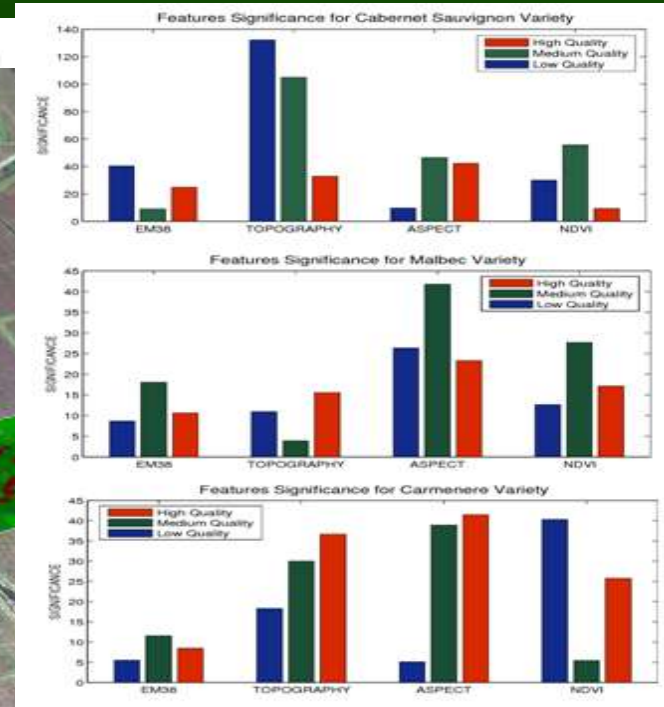 Features Significance for Cabernet Sauvignon Variety
140
120
100
80
60
40
20
0
SIGNIFICANCE
High Quality
Medium Quality
Low Quality
EM38 TOPOGRAPHY ASPECT NDVI
Features Significance for Malbec Variety
45
40
35
30
25
20
15
10
5
0
SIGNIFICANCE
High Quality
Medium Quality
Low Quality
EM38 TOPOGRAPHY ASPECT NDVI
Features Significance for Carmenere Variety
45
40
35
30
25
20
15
10
5
0
SIGNIFICANCE
High Quality
Medium Quality
Low Quality
EM38 TOPOGRAPHY ASPECT NDVI